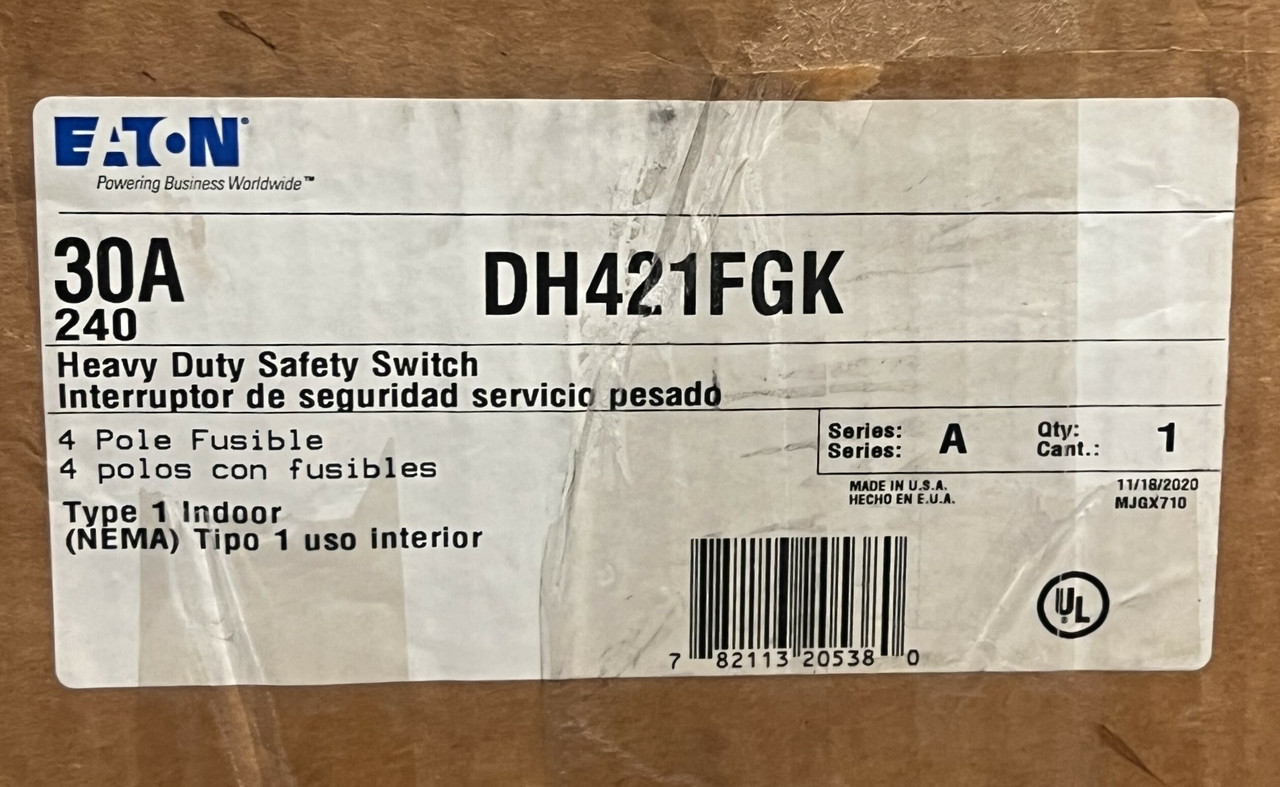 EATON
Powering Business Worldwide™
30A
DH421FGK
240
Heavy Duty Safety Switch
Interruptor de seguridad servicio pesado
4 Pole Fusible
4 polos con fusibles
Series: A Qty: 1
Series: Cant.:
MADE IN U.S.A. 11/18/2020
HECHO EN E.U.A. MJGX710
Type 1 Indoor
(NEMA) Tipo 1 uso interior
7 82113 20538 0
UL